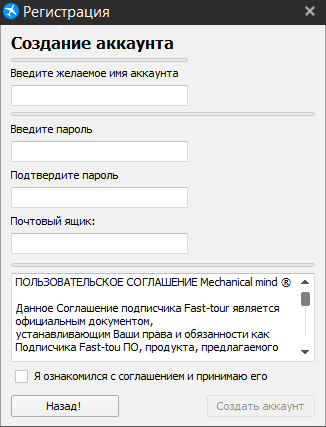 Регистрация
Создание аккаунта
Введите желаемое имя аккаунта
Введите пароль
Подтвердите пароль
Почтовый ящик:
ПОЛЬЗОВАТЕЛЬСКОЕ СОГЛАШЕНИЕ Mechanical mind ®
Данное Соглашение подписчика Fast-tour является
официальным документом,
устанавливающим Ваши права и обязанности как
Подписчика Fast-tou ПО, продукта, предлагаемого
Я ознакомился с соглашением и принимаю его
Назад!
Создать аккаунт